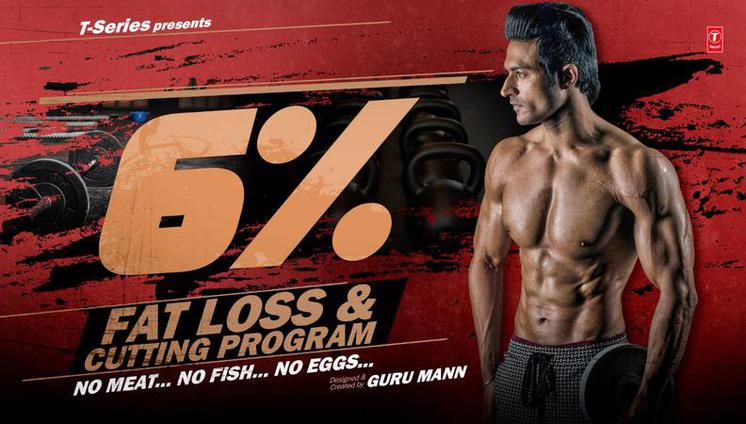 T-Series presents
T
6%
FAT LOSS &
CUTTING PROGRAM
NO MEAT... NO FISH... NO EGGS...
Designed &
Created by GURU MANN